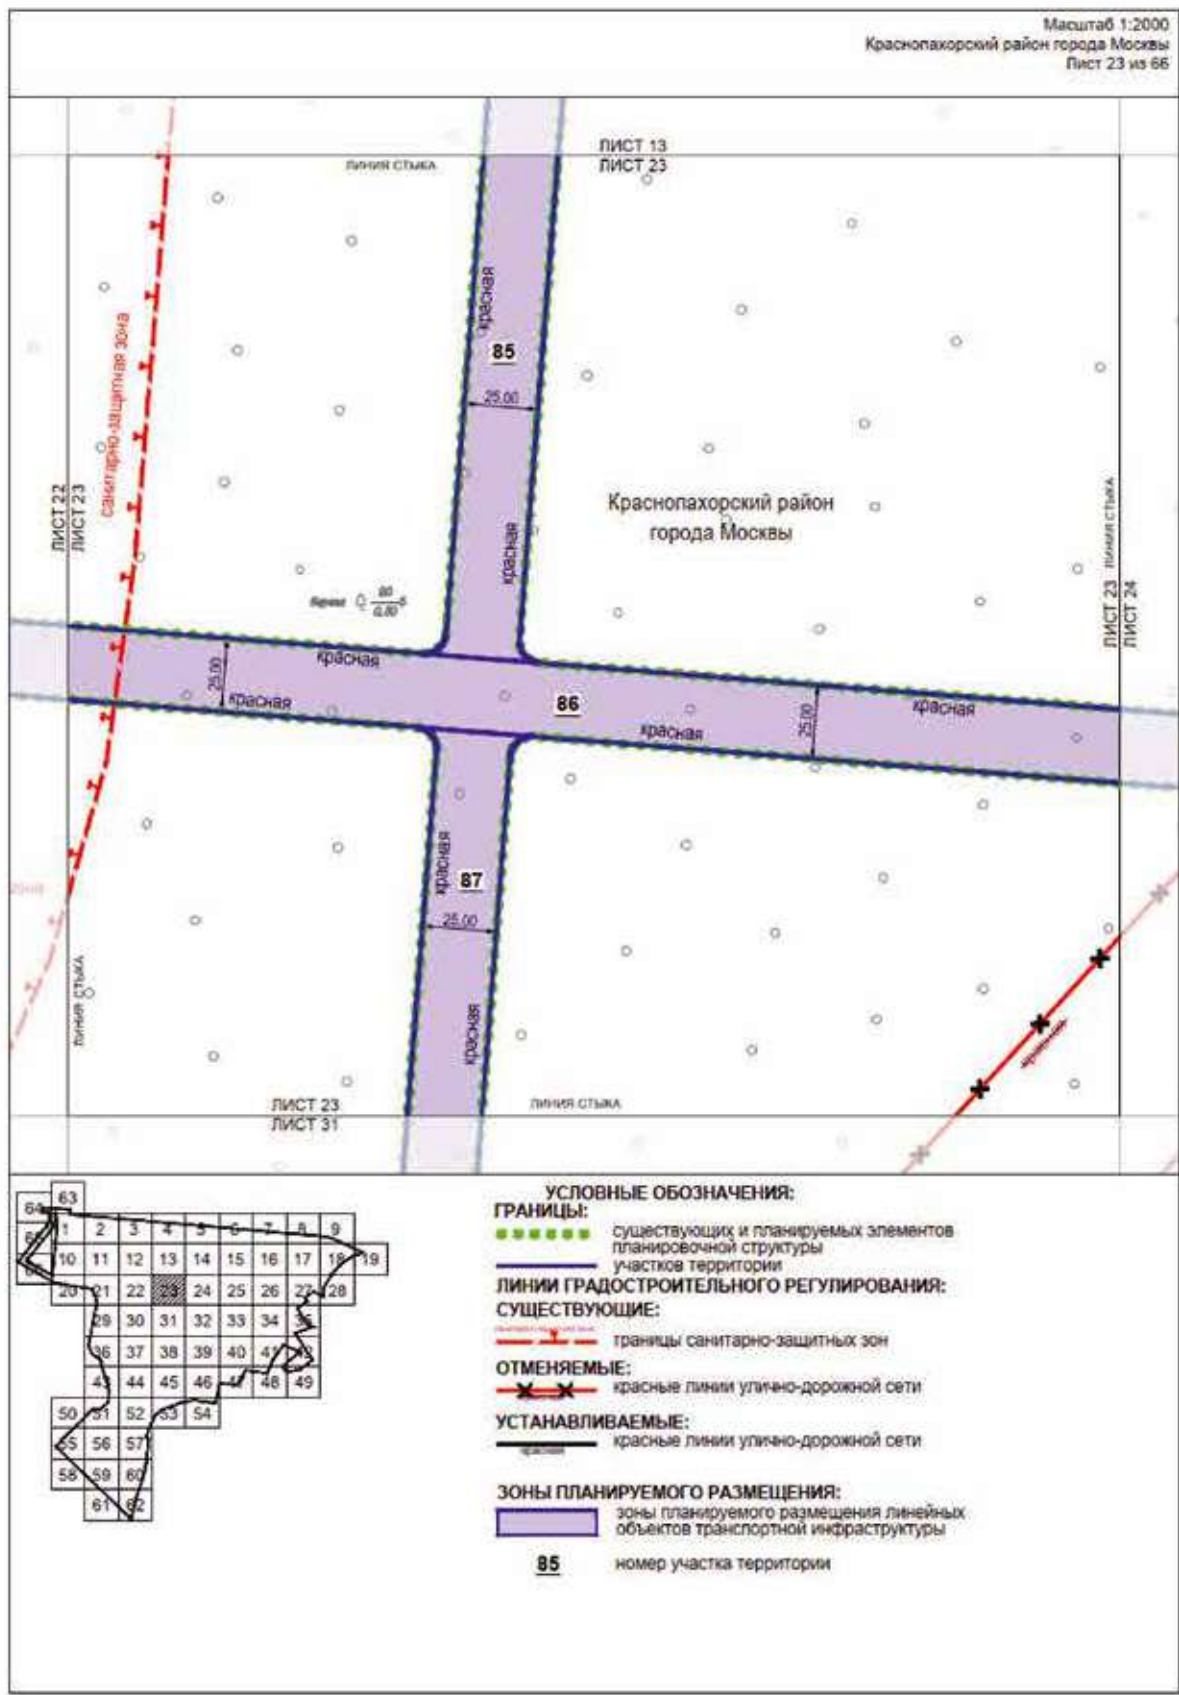 Масштаб 1:2000
Краснопахорский район города Москвы
Лист 23 из 66
ЛИСТ 13
ЛИНИЯ СТЫКА
ЛИСТ 23
красная
санитарно-защитная зона
85
25.00
ЛИСТ 22
ЛИСТ 23
Краснопахорский район
города Москвы
красная
ЛИНИЯ СТЫКА
ЛИСТ 23
ЛИСТ 24
80
0,80
красная
25.00
красная
86
красная
25.00
красная
красная
87
25.00
ЛИНИЯ СТЫКА
красная
ЛИСТ 23
ЛИНИЯ СТЫКА
ЛИСТ 31
63
64
1 2 3 4 5 6 7 8 9
10 11 12 13 14 15 16 17 18 19
20 21 22 23 24 25 26 27 28
29 30 31 32 33 34
36 37 38 39 40 41 42
43 44 45 46 48 49
50 51 52 53 54
55 56 57
58 59 60
61 62
УСЛОВНЫЕ ОБОЗНАЧЕНИЯ:
ГРАНИЦЫ:
существующих и планируемых элементов
планировочной структуры
участков территории
ЛИНИИ ГРАДОСТРОИТЕЛЬНОГО РЕГУЛИРОВАНИЯ:
СУЩЕСТВУЮЩИЕ:
границы санитарно-защитных зон
ОТМЕНЯЕМЫЕ:
красные линии улично-дорожной сети
УСТАНАВЛИВАЕМЫЕ:
красные линии улично-дорожной сети
красная
ЗОНЫ ПЛАНИРУЕМОГО РАЗМЕЩЕНИЯ:
зоны планируемого размещения линейных
объектов транспортной инфраструктуры
85
номер участка территории